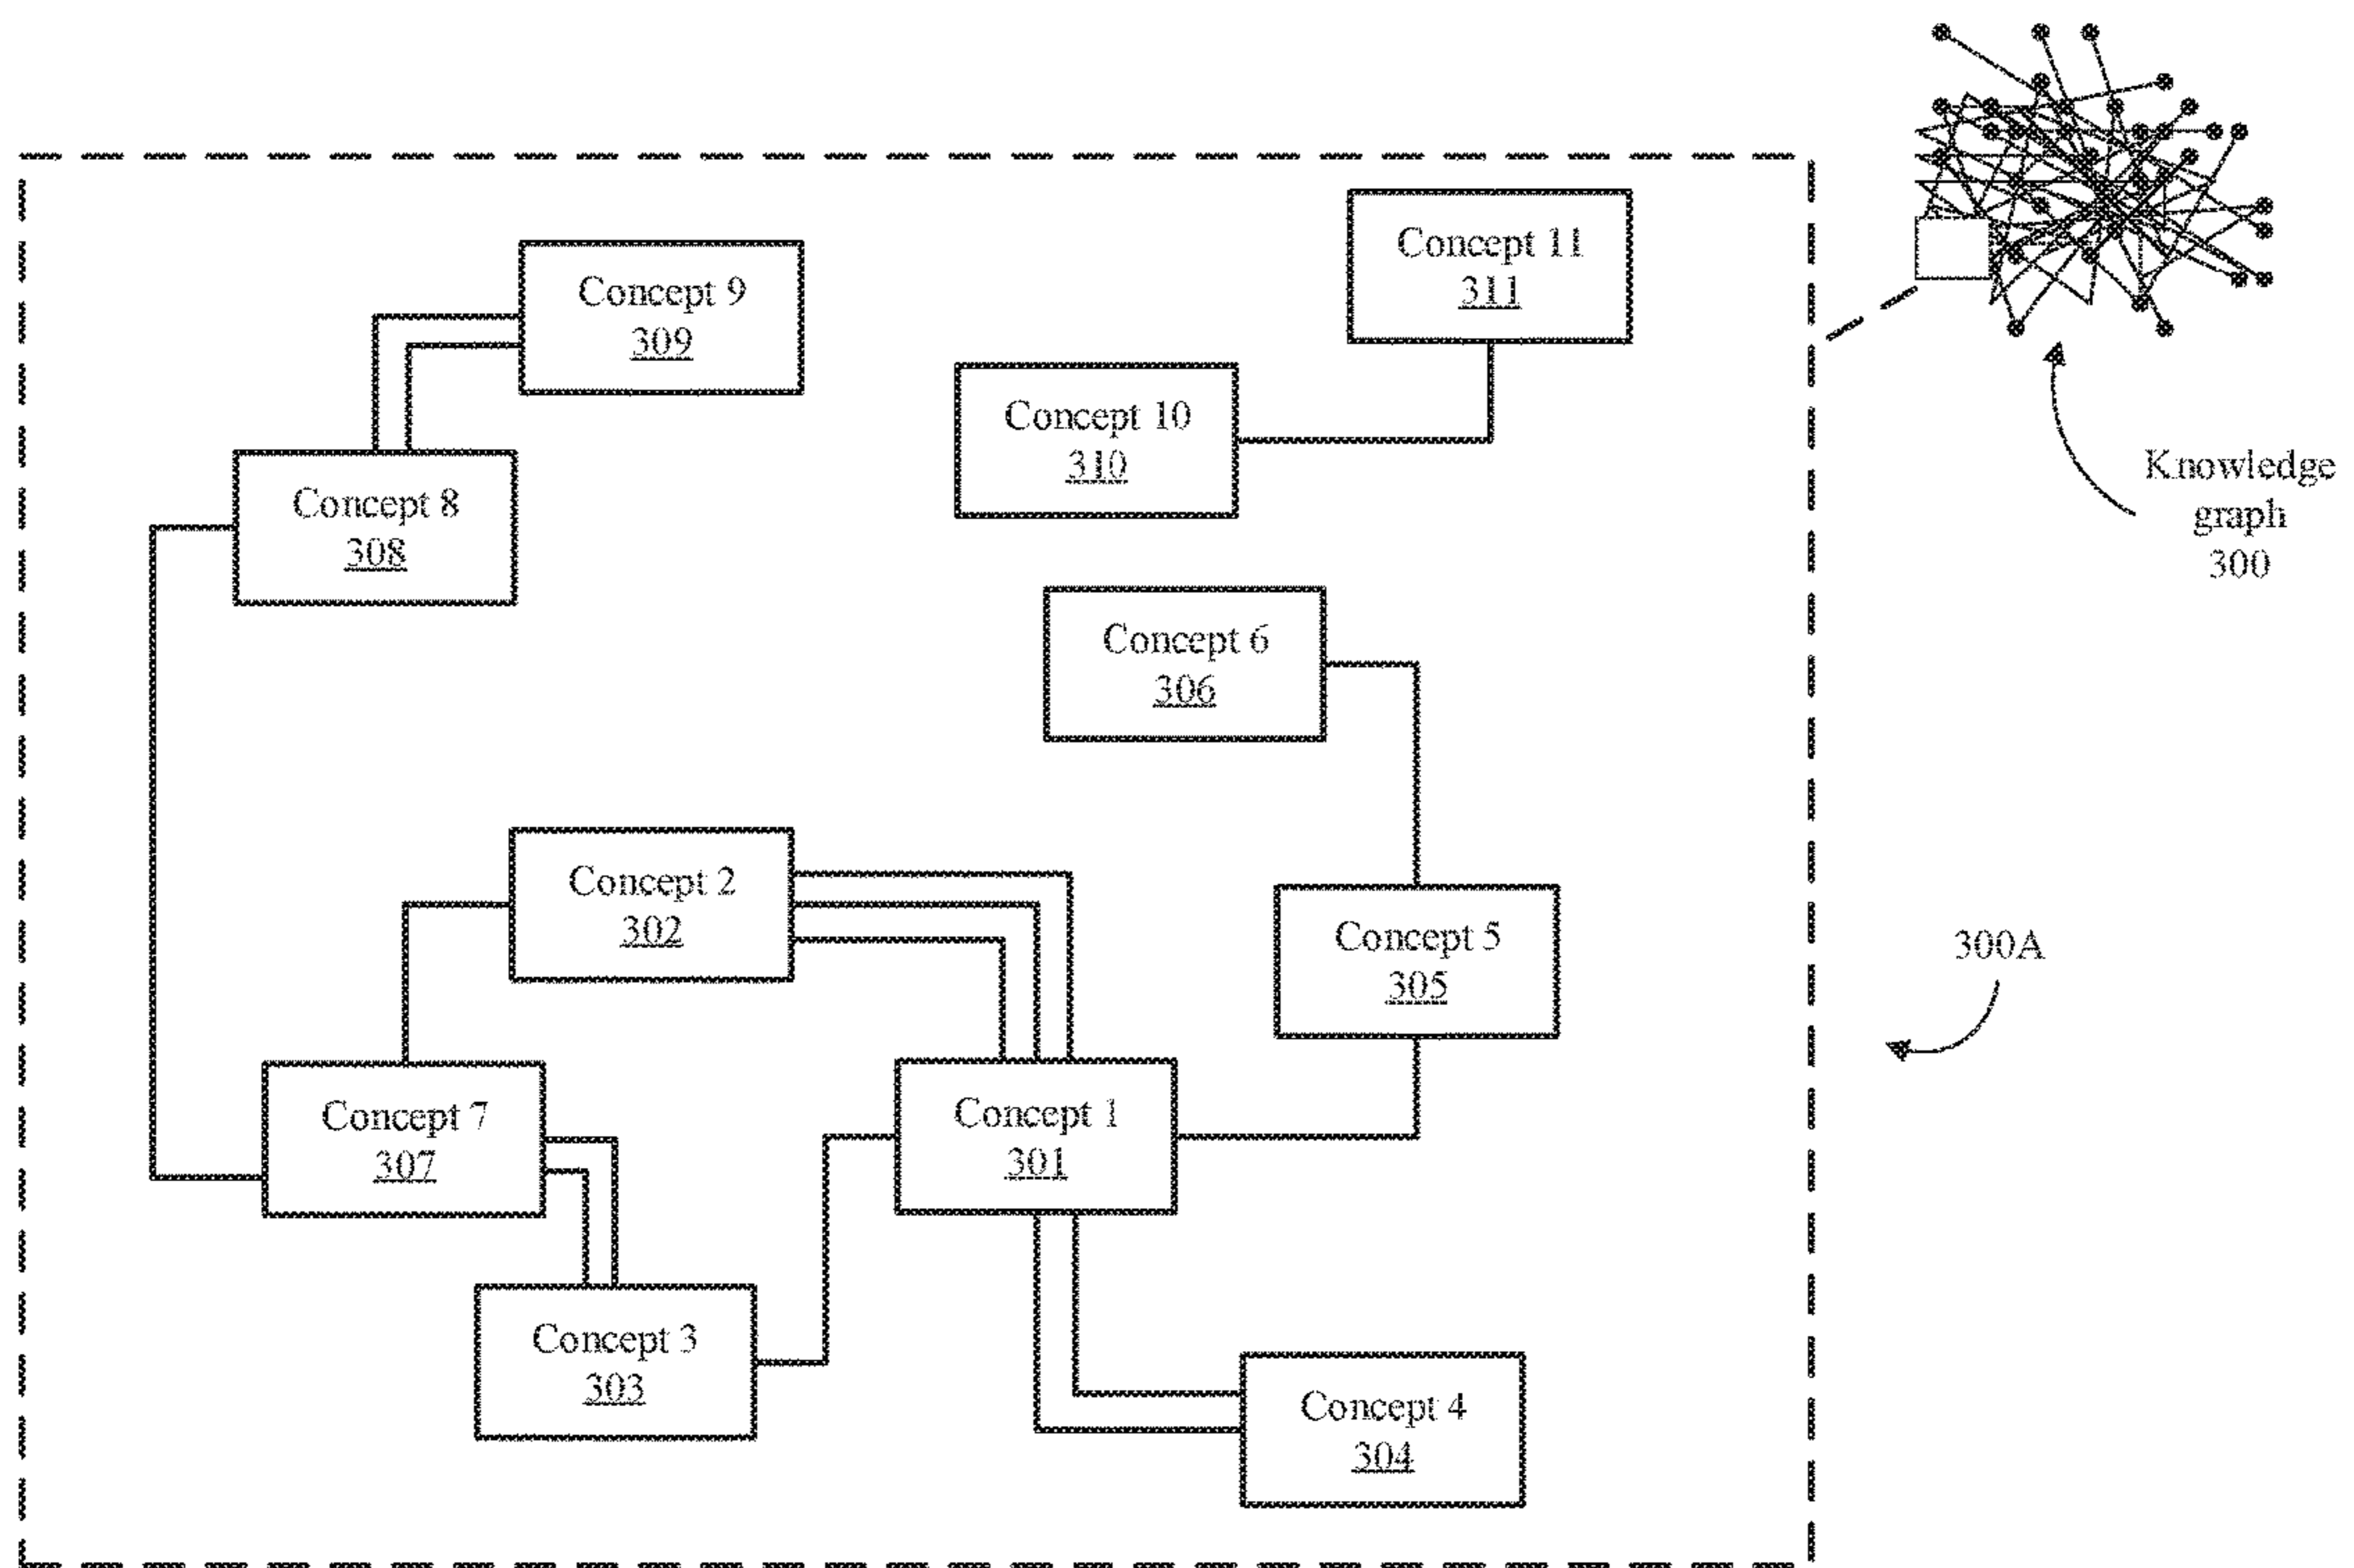 Concept 11
311
Concept 9
309
Concept 10
310
Knowledge
graph
300
Concept 8
308
Concept 6
306
Concept 2
302
Concept 5
305
300A
Concept 7
307
Concept 1
301
Concept 3
303
Concept 4
304